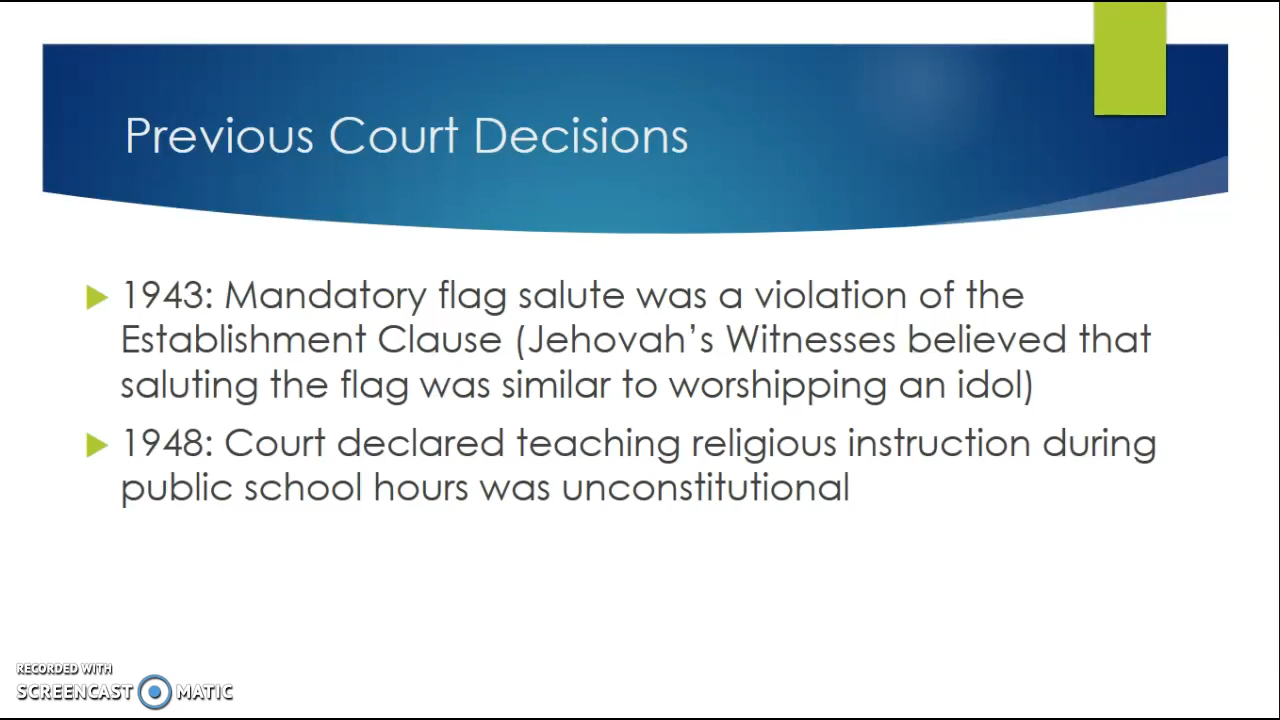 Previous Court Decisions
1943: Mandatory flag salute was a violation of the
Establishment Clause (Jehovah’s Witnesses believed that
saluting the flag was similar to worshipping an idol)
1948: Court declared teaching religious instruction during
public school hours was unconstitutional
RECORDED WITH
SCREENCAST MATIC